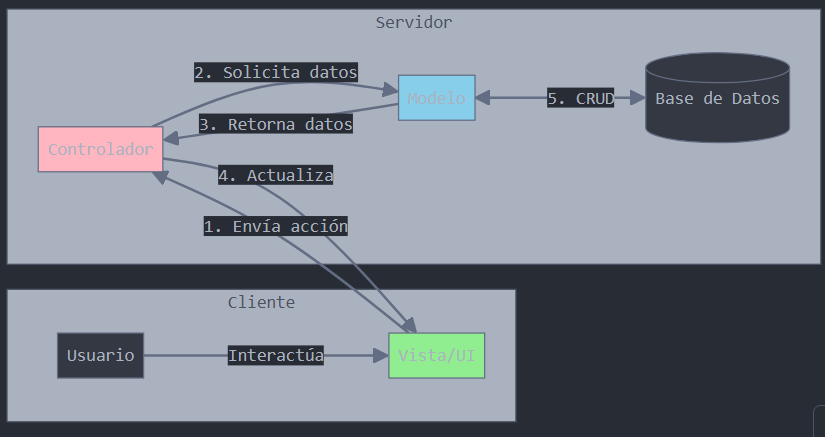 Servidor
2. Solicita datos
Modelo
5. CRUD
Base de Datos
3. Retorna datos
Controlador
4. Actualiza
1. Envía acción
Cliente
Usuario
Interactúa
Vista/UI